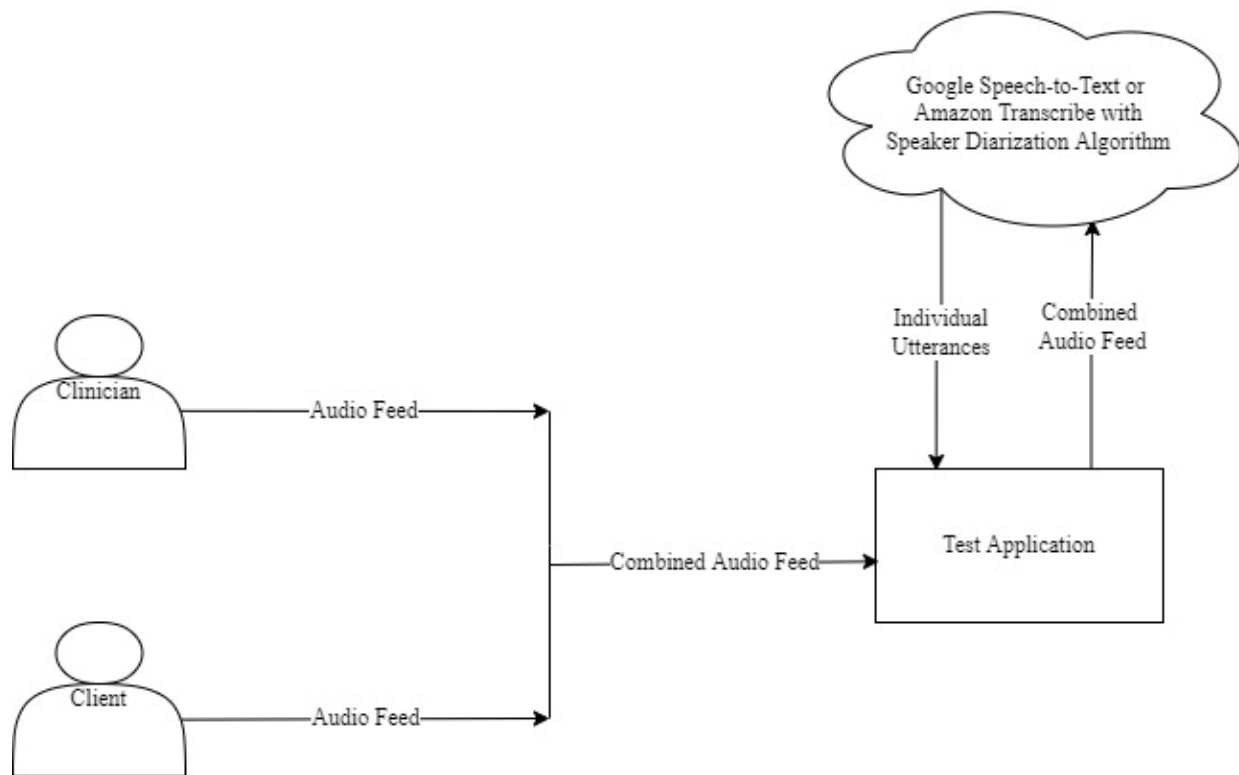 Google Speech-to-Text or
Amazon Transcribe with
Speaker Diarization Algorithm
Individual
Utterances
Combined
Audio Feed
Clinician
Audio Feed
Combined Audio Feed
Test Application
Client
Audio Feed